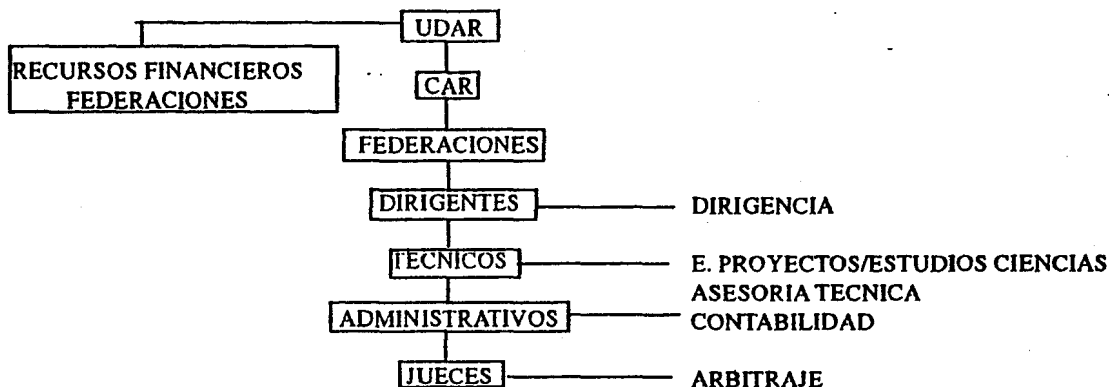 UDAR
RECURSOS FINANCIEROS
FEDERACIONES
CAR
FEDERACIONES
DIRIGENTES DIRIGENCIA
TECNICOS E. PROYECTOS/ESTUDIOS CIENCIAS
ASESORIA TECNICA
ADMINISTRATIVOS CONTABILIDAD
JUECES ARBITRAJE